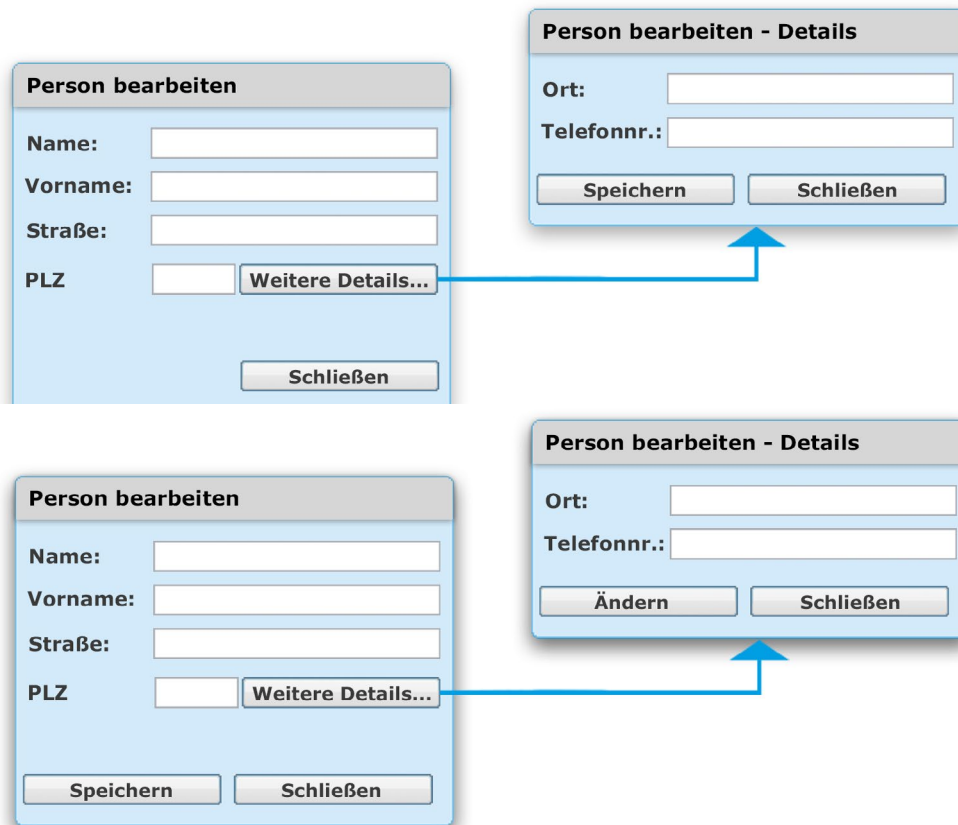 Person bearbeiten - Details
Ort:
Telefonnr.:
Speichern Schließen
Person bearbeiten
Name:
Vorname:
Straße:
PLZ Weitere Details...
Schließen
Person bearbeiten - Details
Ort:
Telefonnr.:
Ändern Schließen
Person bearbeiten
Name:
Vorname:
Straße:
PLZ Weitere Details...
Speichern Schließen